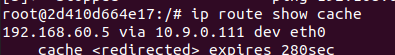 root@2d410d664e17:/# ip route show cache
192.168.60.5 via 10.9.0.111 dev eth0
    cache <redirected> expires 280sec